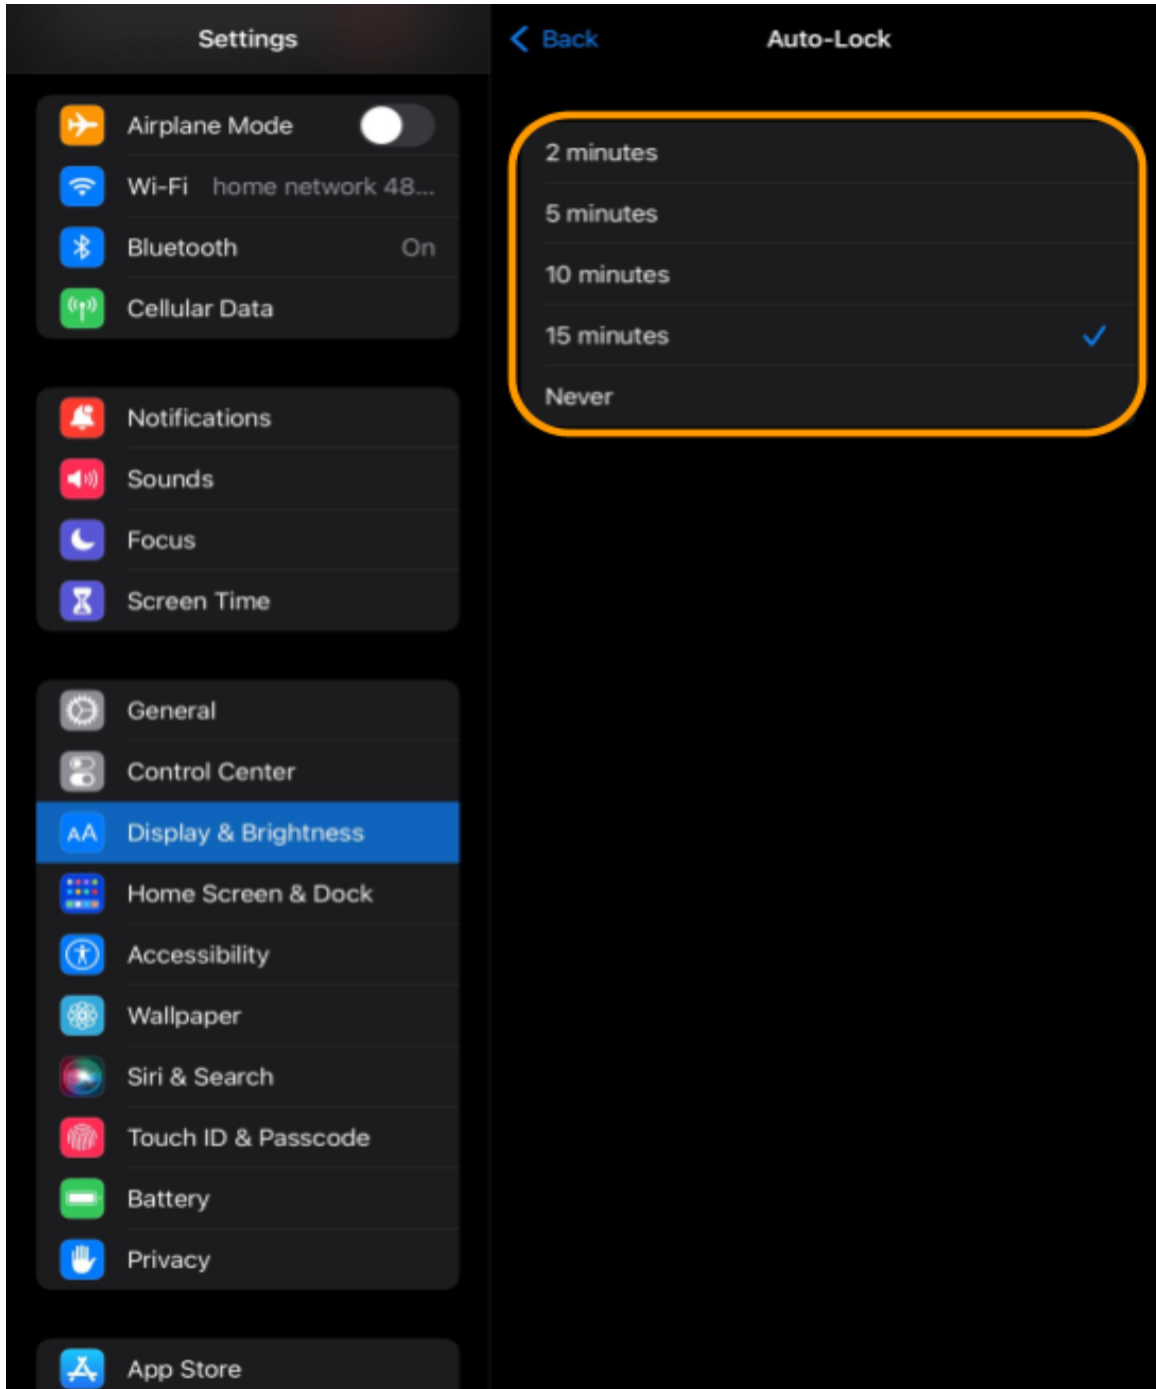 Settings
Airplane Mode
Wi-Fi home network 48...
Bluetooth On
Cellular Data
Notifications
Sounds
Focus
Screen Time
General
Control Center
AA Display & Brightness
Home Screen & Dock
Accessibility
Wallpaper
Siri & Search
Touch ID & Passcode
Battery
Privacy
App Store
Back Auto-Lock
2 minutes
5 minutes
10 minutes
15 minutes
Never